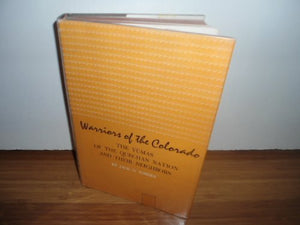 Warriors of the Colorado
THE YUMAS
OF THE QUECHAN NATION
AND THEIR NEIGHBORS